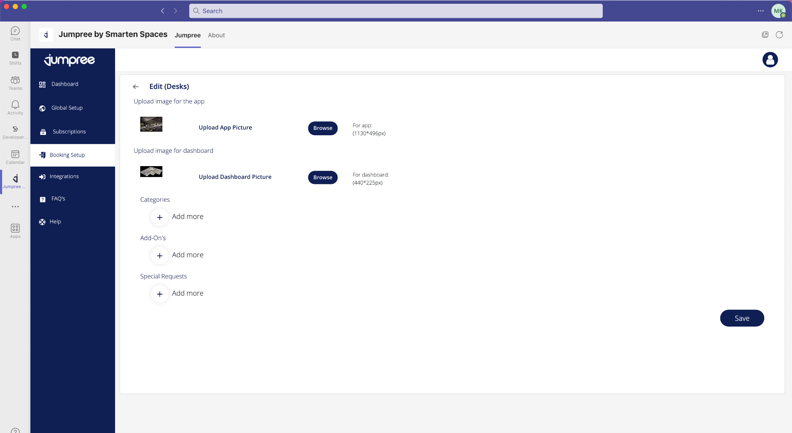 Search
MK
Chat
Shifts
Teams
Activity
Developer...
Calendar
Jumpree ...
Apps
Jumpree by Smarten Spaces
Jumpree
About
jumpree
Dashboard
Global Setup
Subscriptions
Booking Setup
Integrations
FAQ's
Help
Edit (Desks)
Upload image for the app
Upload App Picture
Browse
For app:
(1130*496px)
Upload image for dashboard
Upload Dashboard Picture
Browse
For dashboard:
(440*225px)
Categories
+ Add more
Add-On's
+ Add more
Special Requests
+ Add more
Save